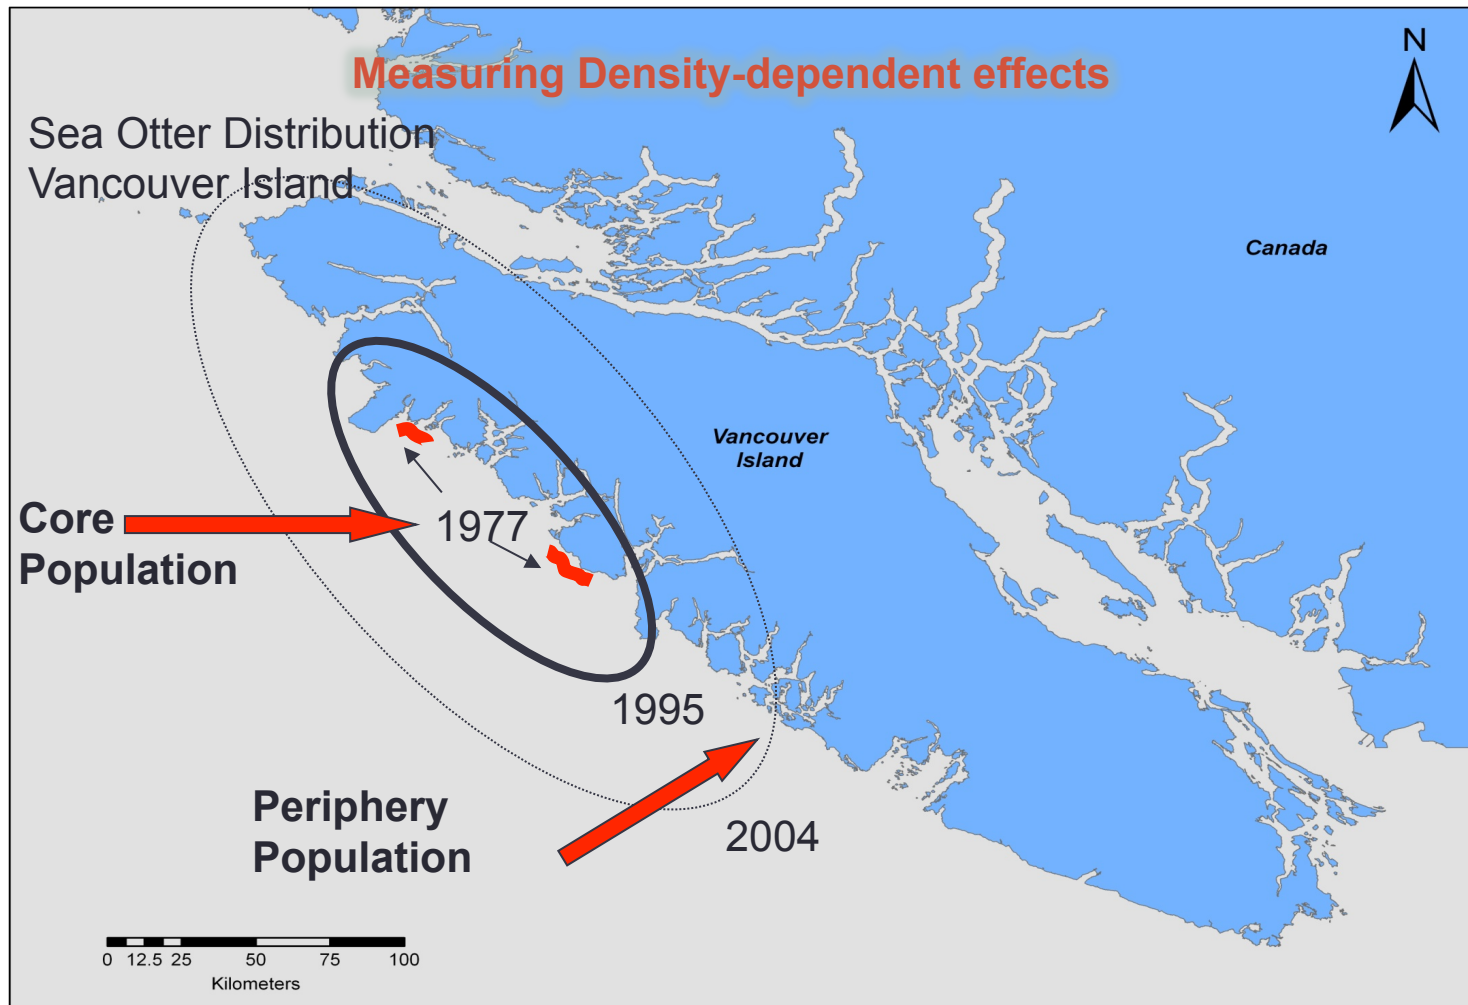 Measuring Density-dependent effects
N
Sea Otter Distribution
Vancouver Island
Canada
Vancouver
Island
Core
Population
1977
1995
Periphery
Population
2004
0 12.5 25 50 75 100
Kilometers